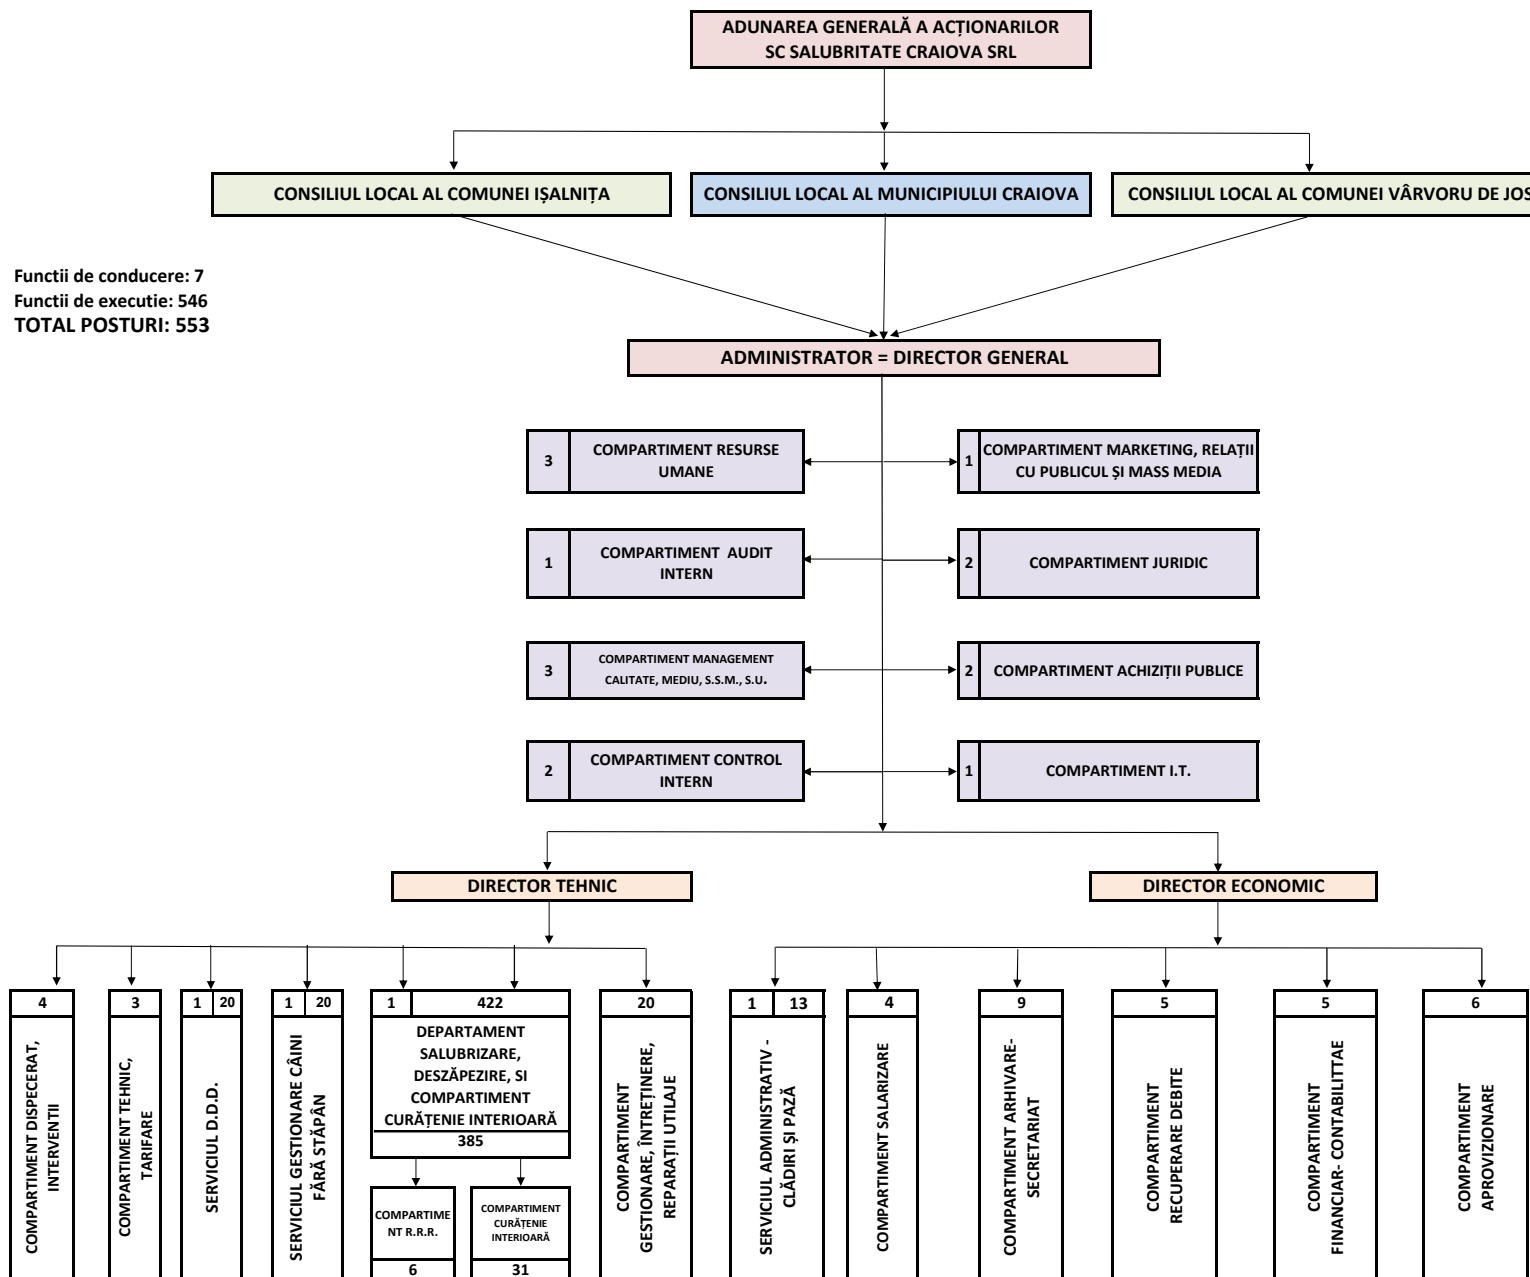 ADUNAREA GENERALĂ A ACȚIONARILOR
SC SALUBRITATE CRAIOVA SRL
CONSILIUL LOCAL AL COMUNEI IȘALNIȚA
CONSILIUL LOCAL AL MUNICIPIULUI CRAIOVA
CONSILIUL LOCAL AL COMUNEI VÂRVORU DE JOS
Functii de conducere: 7
Functii de executie: 546
TOTAL POSTURI: 553
ADMINISTRATOR = DIRECTOR GENERAL
3
COMPARTIMENT RESURSE
UMANE
1
COMPARTIMENT MARKETING, RELAȚII
CU PUBLICUL ȘI MASS MEDIA
1
COMPARTIMENT AUDIT
INTERN
2
COMPARTIMENT JURIDIC
3
COMPARTIMENT MANAGEMENT
CALITATE, MEDIU, S.S.M., S.U.
2
COMPARTIMENT ACHIZIȚII PUBLICE
2
COMPARTIMENT CONTROL
INTERN
1
COMPARTIMENT I.T.
DIRECTOR TEHNIC
DIRECTOR ECONOMIC
4
COMPARTIMENT DISPECERAT,
INTERVENTII
3
COMPARTIMENT TEHNIC,
TARIFARE
1 20
SERVICIUL D.D.D.
1 20
SERVICIUL GESTIONARE CÂINI
FĂRĂ STĂPÂN
1 422
DEPARTAMENT
SALUBRIZARE,
DESZĂPEZIRE, SI
COMPARTIMENT
CURĂȚENIE INTERIOARĂ
385
COMPARTIME
NT R.R.R.
6
COMPARTIMENT
CURĂȚENIE
INTERIOARĂ
31
20
COMPARTIMENT
GESTIONARE, ÎNTREȚINERE,
REPARAȚII UTILAJE
1 13
SERVICIUL ADMINISTRATIV -
CLĂDIRI ȘI PAZĂ
4
COMPARTIMENT SALARIZARE
9
COMPARTIMENT ARHIVARE-
SECRETARIAT
5
COMPARTIMENT
RECUPERARE DEBITE
5
COMPARTIMENT
FINANCIAR- CONTABILITTAE
6
COMPARTIMENT
APROVIZIONARE